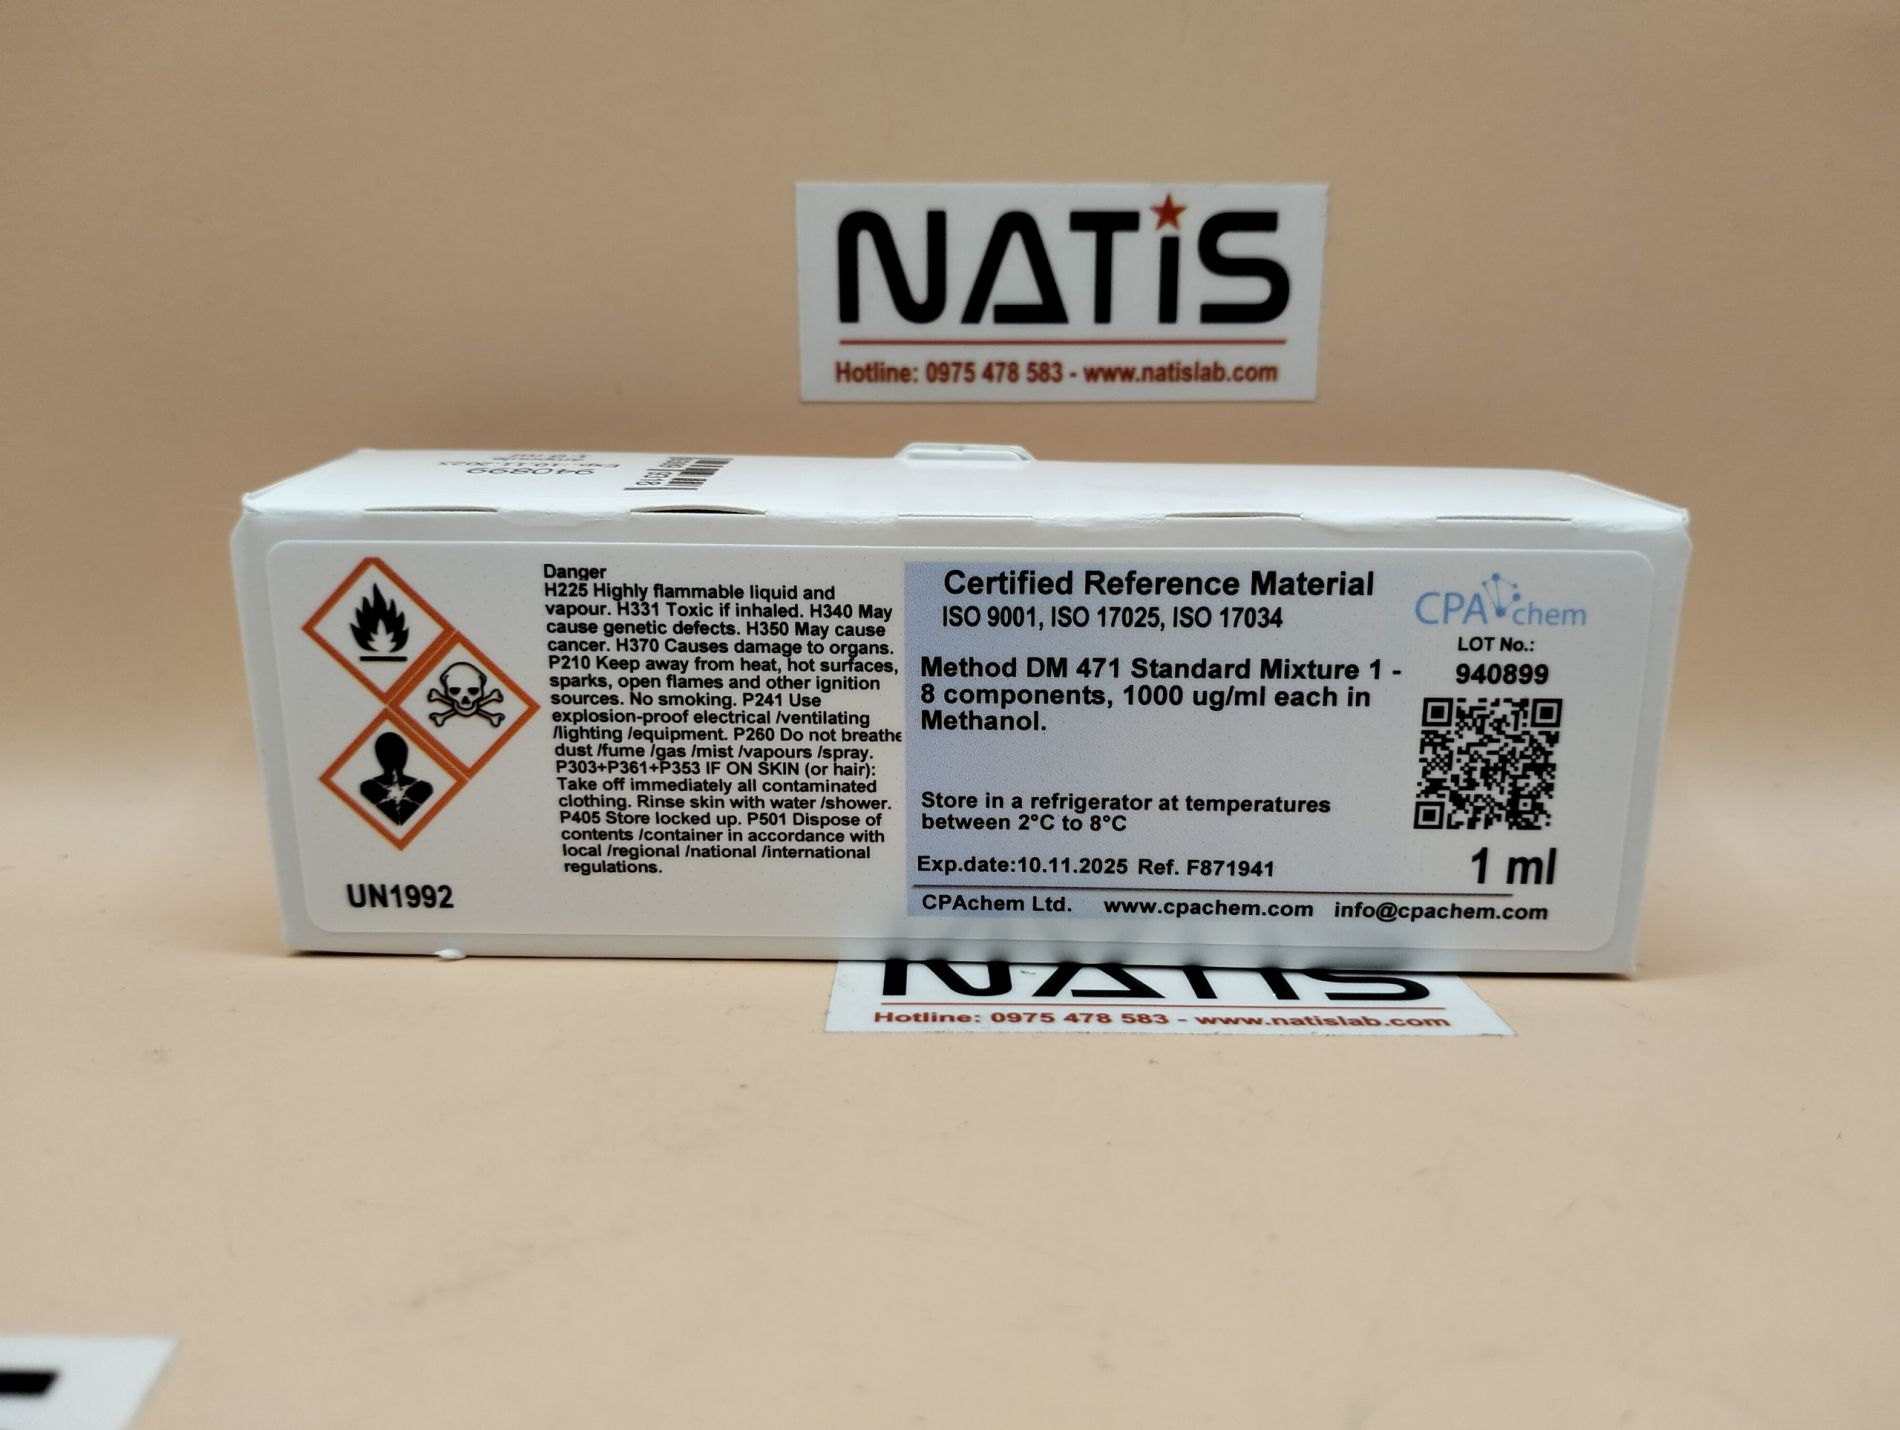 NATIS
Hotline: 0975 478 583 - www.natislab.com
940899
Danger
H225 Highly flammable liquid and
vapour. H331 Toxic if inhaled. H340 May
cause genetic defects. H350 May cause
cancer. H370 Causes damage to organs.
P210 Keep away from heat, hot surfaces,
sparks, open flames and other ignition
sources. No smoking. P241 Use
explosion-proof electrical /ventilating
/lighting /equipment. P260 Do not breathe
dust /fume /gas /mist /vapours /spray.
P303+P361+P353 IF ON SKIN (or hair):
Take off immediately all contaminated
clothing. Rinse skin with water /shower.
P405 Store locked up. P501 Dispose of
contents /container in accordance with
local /regional /national /international
regulations.
UN1992
Certified Reference Material
ISO 9001, ISO 17025, ISO 17034
Method DM 471 Standard Mixture 1 -
8 components, 1000 ug/ml each in
Methanol.
Store in a refrigerator at temperatures
between 2°C to 8°C
Exp.date:10.11.2025 Ref. F871941
CPAchem Ltd. www.cpachem.com info@cpachem.com
CPAchem
LOT No.:
940899
1 ml
NATIS
Hotline: 0975 478 583 - www.natislab.com